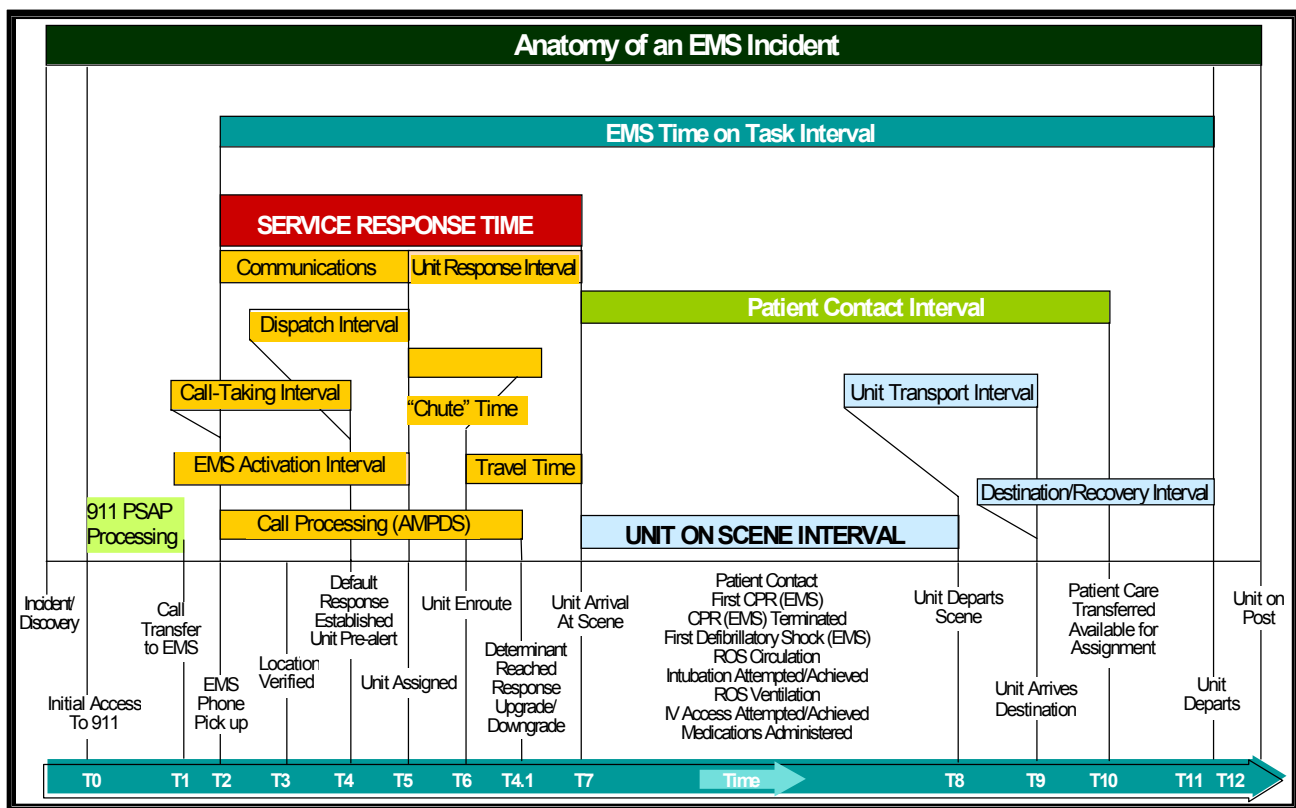 Anatomy of an EMS Incident
EMS Time on Task Interval
SERVICE RESPONSE TIME
Communications
Unit Response Interval
Patient Contact Interval
Dispatch Interval
Call-Taking Interval
"Chute" Time
Unit Transport Interval
EMS Activation Interval
Travel Time
Destination/Recovery Interval
911 PSAP
Processing
Call Processing (AMPDS)
UNIT ON SCENE INTERVAL
Incident/
Discovery
Initial Access
To 911
Call
Transfer
to EMS
EMS
Phone
Pick up
Location
Verified
Default
Response
Established
Unit Pre-alert
Unit Assigned
Unit Enroute
Determinant
Reached
Response
Upgrade/
Downgrade
Unit Arrival
At Scene
Patient Contact
First CPR (EMS)
CPR (EMS) Terminated
First Defibrillatory Shock (EMS)
ROS Circulation
Intubation Attempted/Achieved
ROS Ventilation
IV Access Attempted/Achieved
Medications Administered
Unit Departs
Scene
Unit Arrives
Destination
Patient Care
Transferred
Available for
Assignment
Unit
Departs
Unit on
Post
T0 T1 T2 T3 T4 T5 T6 T4.1 T7 Time T8 T9 T10 T11 T12